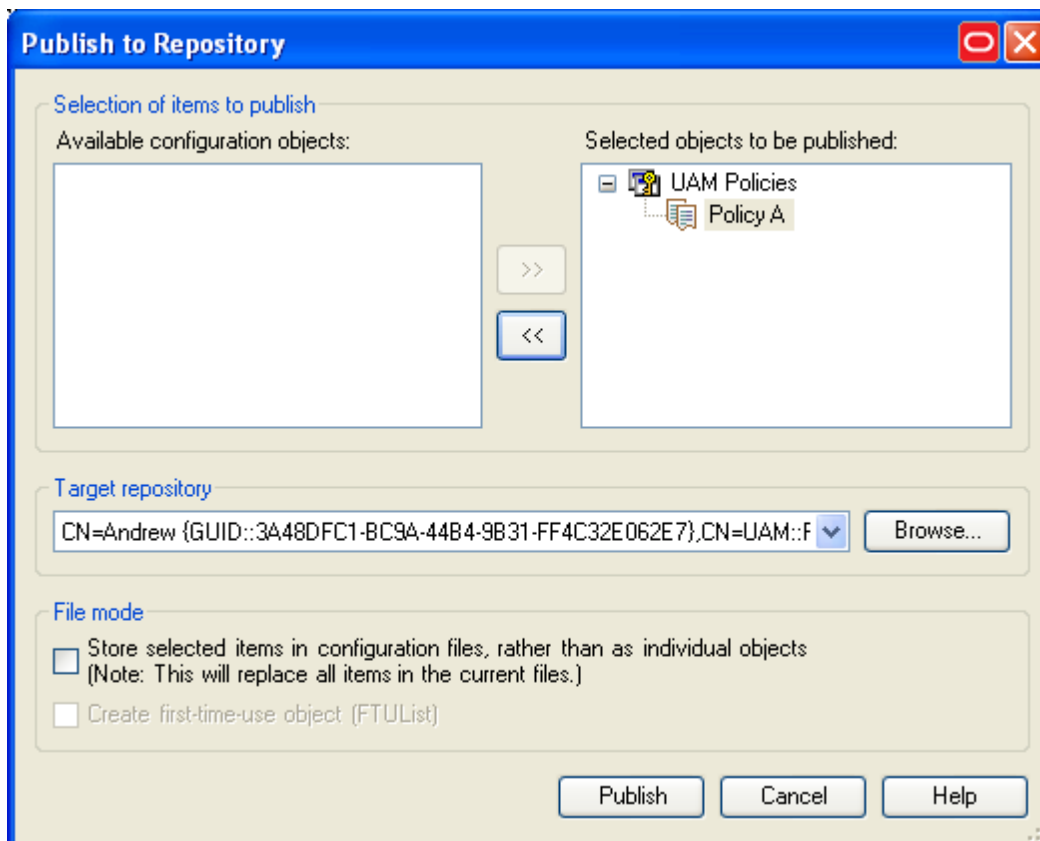 Publish to Repository
Selection of items to publish
Available configuration objects:
Selected objects to be published:
UAM Policies
Policy A
>>
<<
Target repository
CN=Andrew {GUID::3A48DFC1-BC9A-44B4-9B31-FF4C32E062E7},CN=UAM::F
Browse...
File mode
Store selected items in configuration files, rather than as individual objects
(Note: This will replace all items in the current files.)
Create first-time-use object (FTUList)
Publish
Cancel
Help